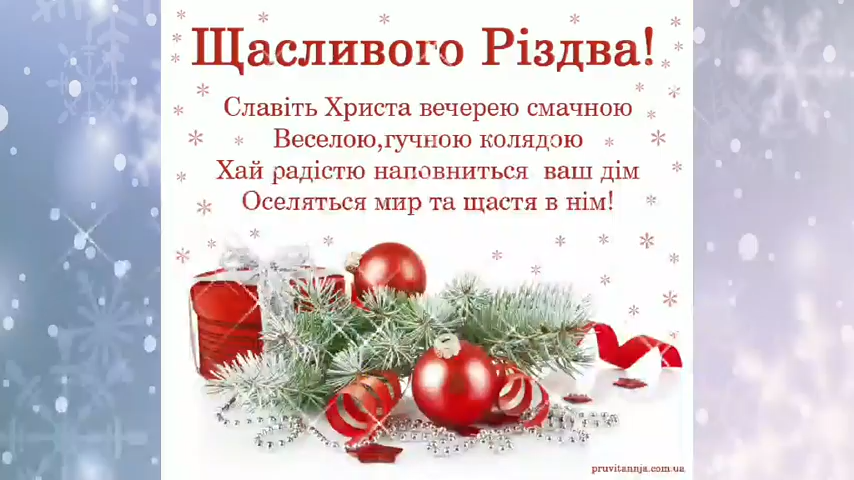 Щасливого Різдва!
Славіть Христа вечерею смачною
Веселою,гучною колядою
Хай радістю наповниться ваш дім
Оселяться мир та щастя в нім!
pruvitannja.com.ua